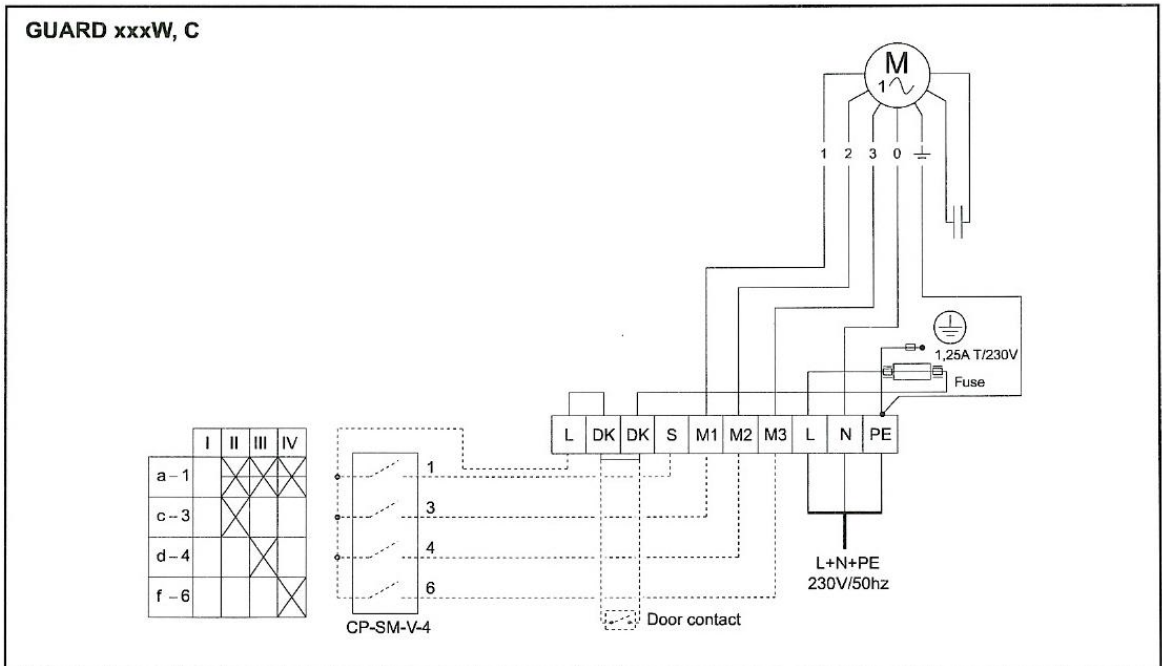 GUARD xxxW, C
M
1
1 2 3 0
1,25A T/230V
Fuse
L DK DK S M1 M2 M3 L N PE
I II III IV
a–1
c–3
d–4
f–6
1
3
4
6
CP-SM-V-4
Door contact
L+N+PE
230V/50hz